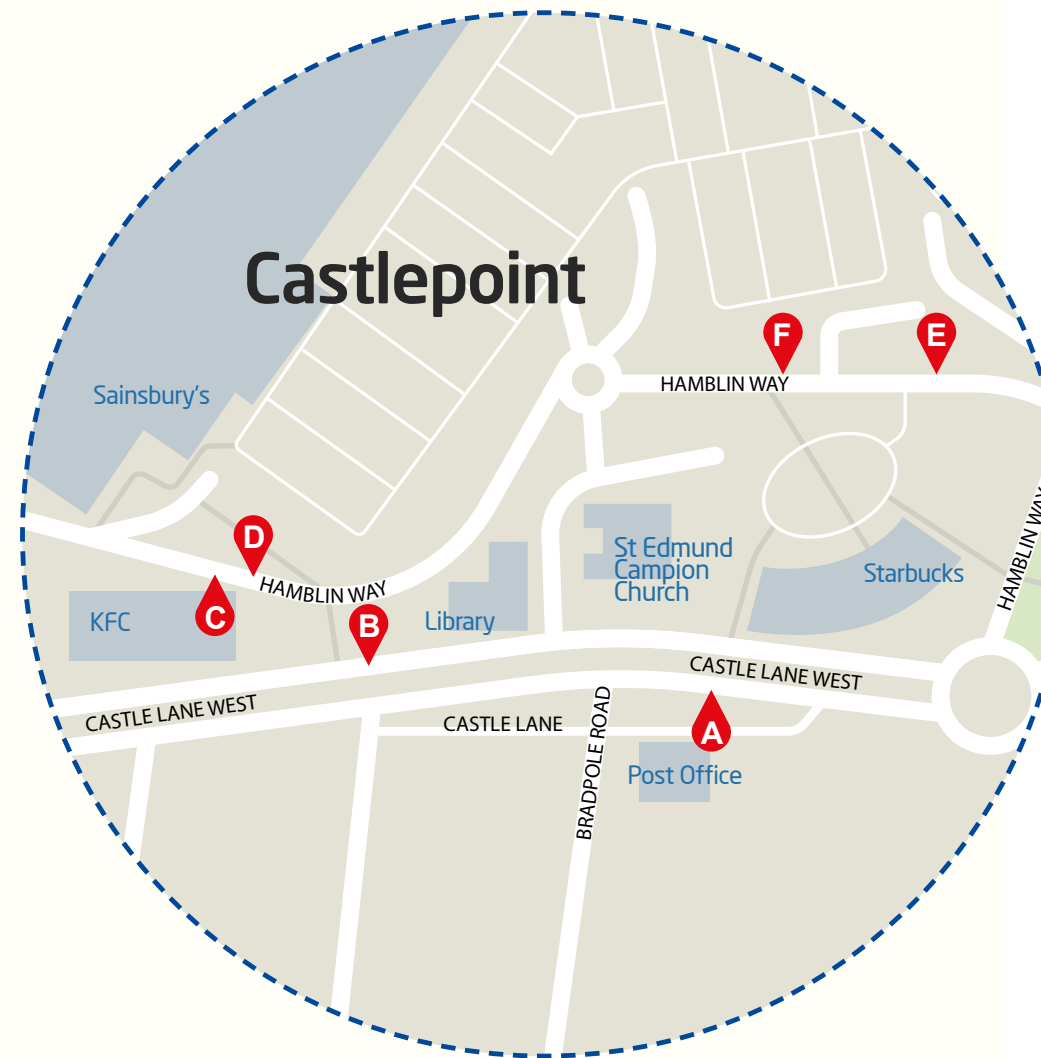 Castlepoint
F
E
HAMBLIN WAY
Sainsbury's
D
HAMBLIN WAY
St Edmund
Campion
Church
Starbucks
HAMBLIN WAY
C
KFC
B
Library
CASTLE LANE WEST
CASTLE LANE WEST
CASTLE LANE
A
BRADPOLE ROAD
Post Office